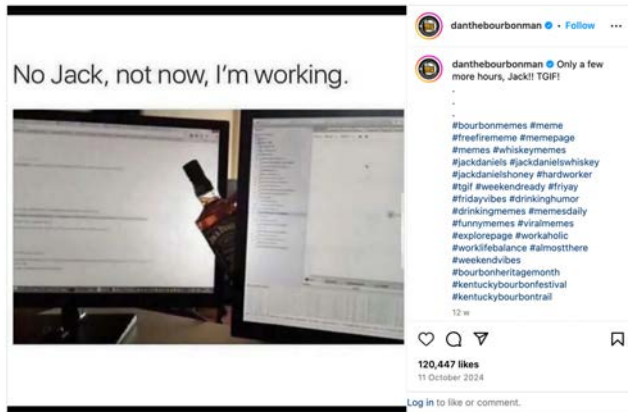 No Jack, not now, I'm working.
danthebourbonman • Follow ...
danthebourbonman Only a few
more hours, Jack!! TGIF!
.
.
.
#bourbonmemes #meme
#freefirememe #memepage
#memes #whiskeymemes
#jackdaniels #jackdanielswhiskey
#jackdanielshoney #hardworker
#tgif #weekendready #friyay
#fridayvibes #drinkinghumor
#drinkingmemes #memesdaily
#funnymemes #viralmemes
#explorepage #workaholic
#worklifebalance #almostthere
#weekendvibes
#bourbonheritagemonth
#kentuckybourbonfestival
#kentuckybourbontrail
12 w
120,447 likes
11 October 2024
Log in to like or comment.